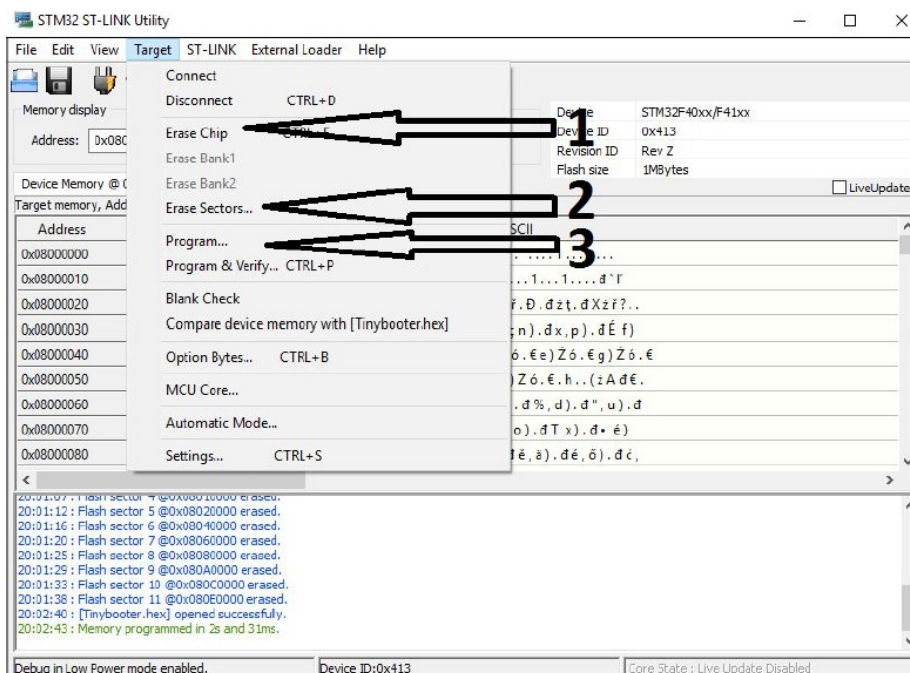 STM32 ST-LINK Utility
File Edit View Target ST-LINK External Loader Help
Memory display
Address: 0x080
Connect
Disconnect CTRL+D
Erase Chip
Erase Bank1
Erase Bank2
Erase Sectors...
Program...
Program & Verify... CTRL+P
Blank Check
Compare device memory with [Tinybooter.hex]
Option Bytes... CTRL+B
MCU Core...
Automatic Mode...
Settings... CTRL+S
1
2
3
Device STM32F40xx/F41xx
Device ID 0x413
Revision ID Rev Z
Flash size 1MBytes
LiveUpdate
Device Memory @
Target memory, Add
Address
0x08000000
0x08000010
0x08000020
0x08000030
0x08000040
0x08000050
0x08000060
0x08000070
0x08000080
20:01:07 : Flash sector 4 @0x08010000 erased.
20:01:12 : Flash sector 5 @0x08020000 erased.
20:01:16 : Flash sector 6 @0x08040000 erased.
20:01:20 : Flash sector 7 @0x08060000 erased.
20:01:25 : Flash sector 8 @0x08080000 erased.
20:01:29 : Flash sector 9 @0x080A0000 erased.
20:01:33 : Flash sector 10 @0x080C0000 erased.
20:01:38 : Flash sector 11 @0x080E0000 erased.
20:02:40 : [Tinybooter.hex] opened successfully.
20:02:43 : Memory programmed in 2s and 31ms.
Debug in Low Power mode enabled.
Device ID:0x413
Core State : Live Update Disabled